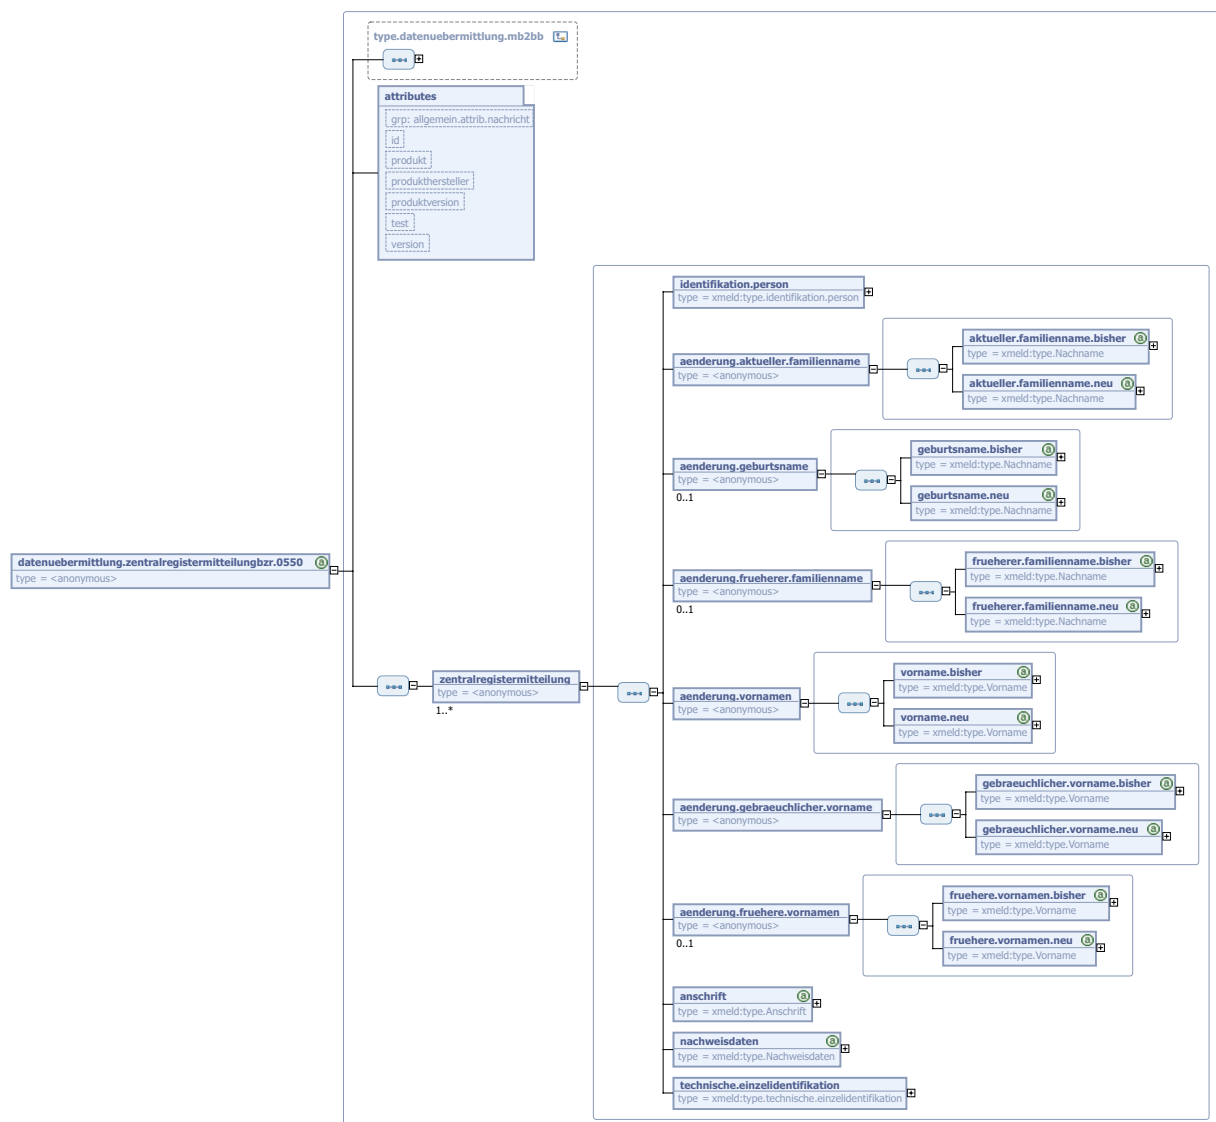 type.datenuebermittlung.mb2bb
attributes
grp: allgemein.attrib.nachricht
id
produkt
produkthersteller
produktversion
test
version
identifikation.person
type = xmeld:type.identifikation.person
aktueller.familienname.bisher
type = xmeld:type.Nachname
aenderung.aktueller.familienname
type = <anonymous>
aktueller.familienname.neu
type = xmeld:type.Nachname
geburtsname.bisher
type = xmeld:type.Nachname
aenderung.geburtsname
type = <anonymous>
0..1
geburtsname.neu
type = xmeld:type.Nachname
datenuebermittlung.zentralregistermitteilungbzr.0550
type = <anonymous>
frueherer.familienname.bisher
type = xmeld:type.Nachname
aenderung.frueherer.familienname
type = <anonymous>
0..1
frueherer.familienname.neu
type = xmeld:type.Nachname
zentralregistermitteilung
type = <anonymous>
1..*
vorname.bisher
type = xmeld:type.Vorname
aenderung.vornamen
type = <anonymous>
vorname.neu
type = xmeld:type.Vorname
gebraeuchlicher.vorname.bisher
type = xmeld:type.Vorname
aenderung.gebraeuchlicher.vorname
type = <anonymous>
gebraeuchlicher.vorname.neu
type = xmeld:type.Vorname
fruehere.vornamen.bisher
type = xmeld:type.Vorname
aenderung.fruehere.vornamen
type = <anonymous>
0..1
fruehere.vornamen.neu
type = xmeld:type.Vorname
anschrift
type = xmeld:type.Anschrift
nachweisdaten
type = xmeld:type.Nachweisdaten
technische.einzelidentifikation
type = xmeld:type.technische.einzelidentifikation